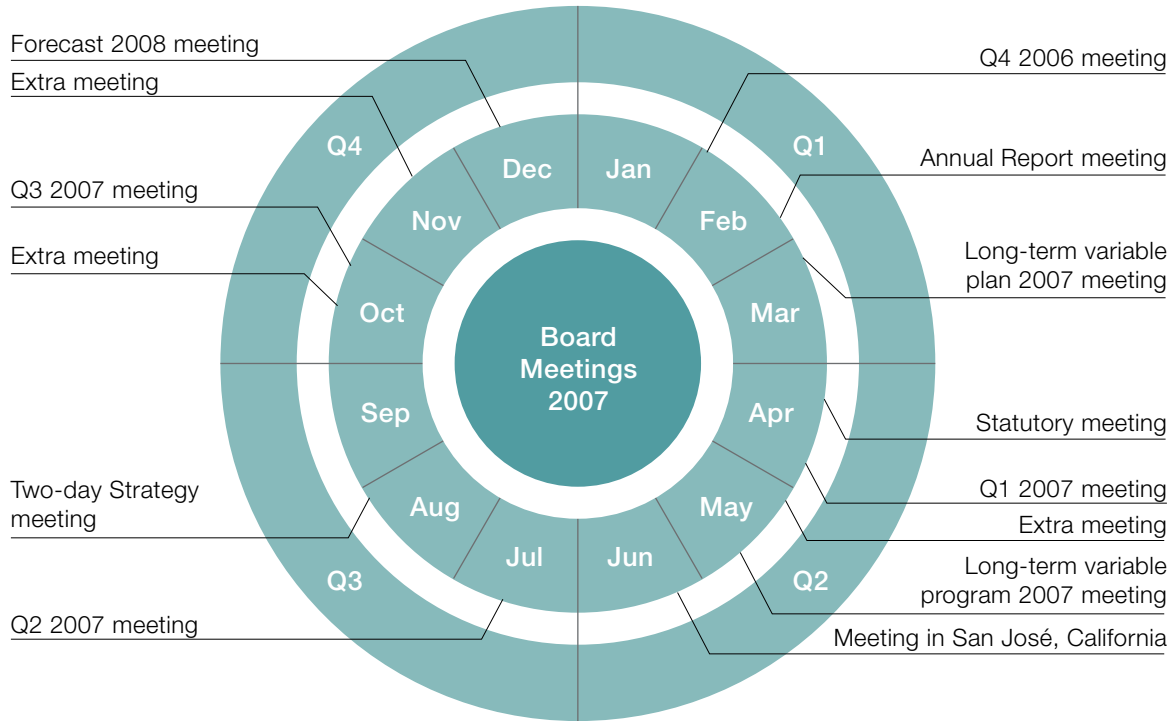 Forecast 2008 meeting
Extra meeting
Q3 2007 meeting
Extra meeting
Two-day Strategy
meeting
Q2 2007 meeting
Q4
Q1
Q3
Q2
Dec
Jan
Nov
Feb
Oct
Mar
Sep
Apr
Aug
May
Jul
Jun
Board
Meetings
2007
Q4 2006 meeting
Annual Report meeting
Long-term variable
plan 2007 meeting
Statutory meeting
Q1 2007 meeting
Extra meeting
Long-term variable
program 2007 meeting
Meeting in San José, California